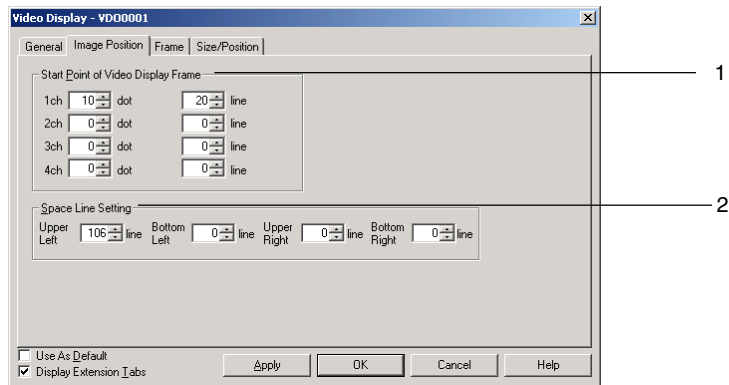 Video Display - VDO0001
General Image Position Frame Size/Position
Start Point of Video Display Frame 1
1ch 10 dot 20 line
2ch 0 dot 0 line
3ch 0 dot 0 line
4ch 0 dot 0 line
Space Line Setting 2
Upper Left 106 line Bottom Left 0 line Upper Right 0 line Bottom Right 0 line
Use As Default
Display Extension Tabs
Apply OK Cancel Help